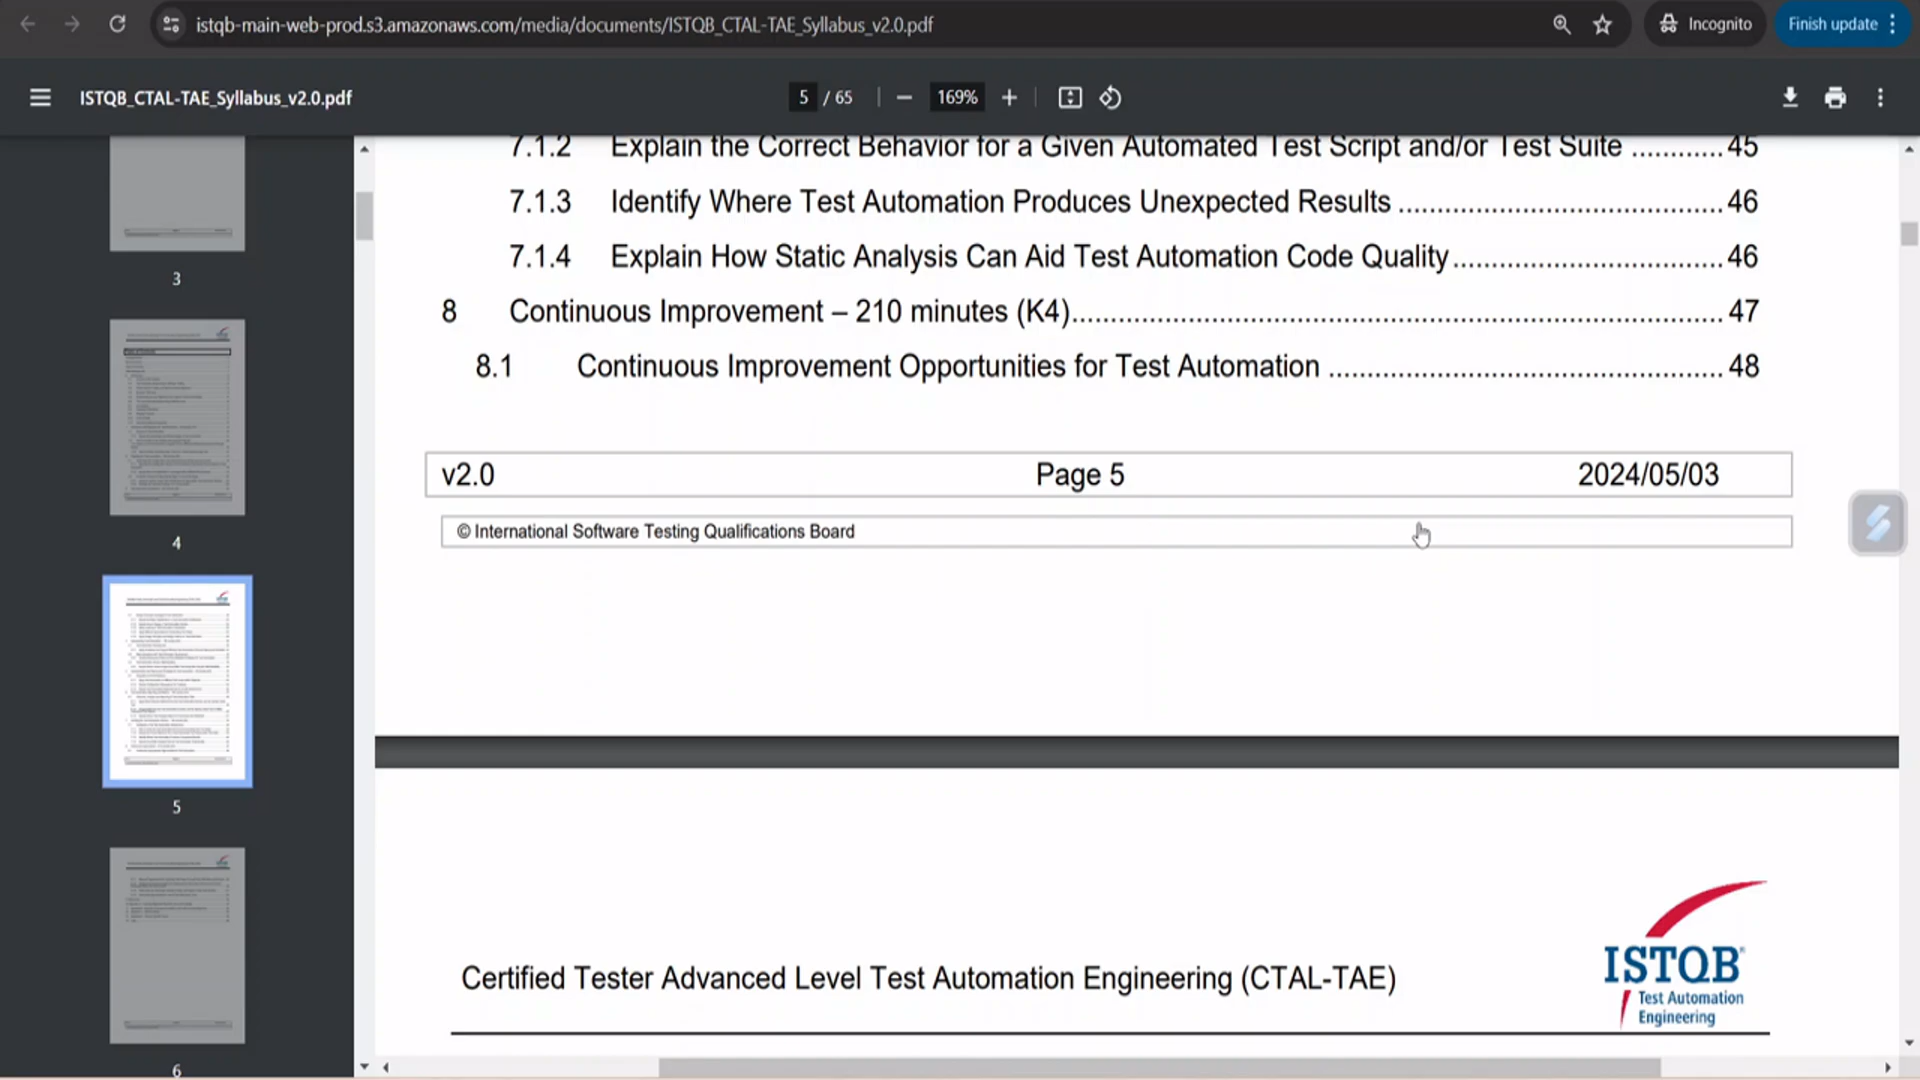 istqb-main-web-prod.s3.amazonaws.com/media/documents/ISTQB_CTAL-TAE_Syllabus_v2.0.pdf
Incognito
Finish update
ISTQB_CTAL-TAE_Syllabus_v2.0.pdf
5 / 65
169%
3
4
5
6
7.1.2 Explain the Correct Behavior for a Given Automated Test Script and/or Test Suite ............ 45
7.1.3 Identify Where Test Automation Produces Unexpected Results ........................................... 46
7.1.4 Explain How Static Analysis Can Aid Test Automation Code Quality ................................... 46
8 Continuous Improvement – 210 minutes (K4) ................................................................................ 47
8.1 Continuous Improvement Opportunities for Test Automation ................................................... 48
v2.0 Page 5 2024/05/03
© International Software Testing Qualifications Board
Certified Tester Advanced Level Test Automation Engineering (CTAL-TAE)
ISTQB®
Test Automation
Engineering